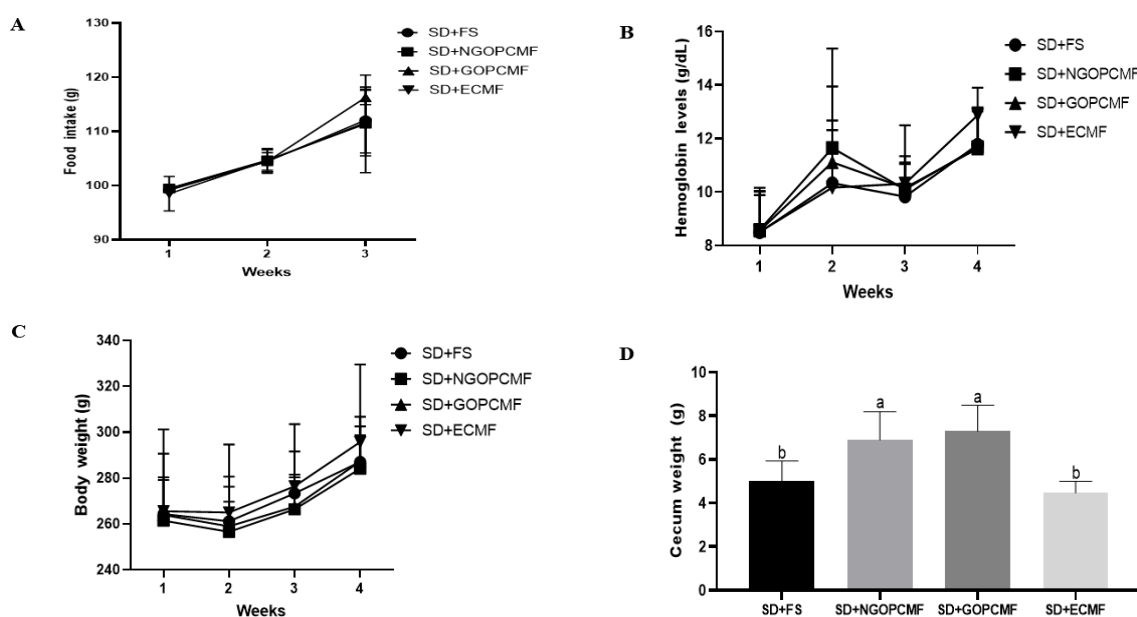 A
130
120
110
100
90
Food intake (g)
1
2
3
Weeks
SD+FS
SD+NGOPCMF
SD+GOPCMF
SD+ECMF
B
16
14
12
10
8
Hemoglobin levels (g/dL)
1
2
3
4
Weeks
SD+FS
SD+NGOPCMF
SD+GOPCMF
SD+ECMF
C
340
320
300
280
260
240
Body weight (g)
1
2
3
4
Weeks
SD+FS
SD+NGOPCMF
SD+GOPCMF
SD+ECMF
D
10
8
6
4
2
0
Cecum weight (g)
b
a
a
b
SD+FS
SD+NGOPCMF
SD+GOPCMF
SD+ECMF